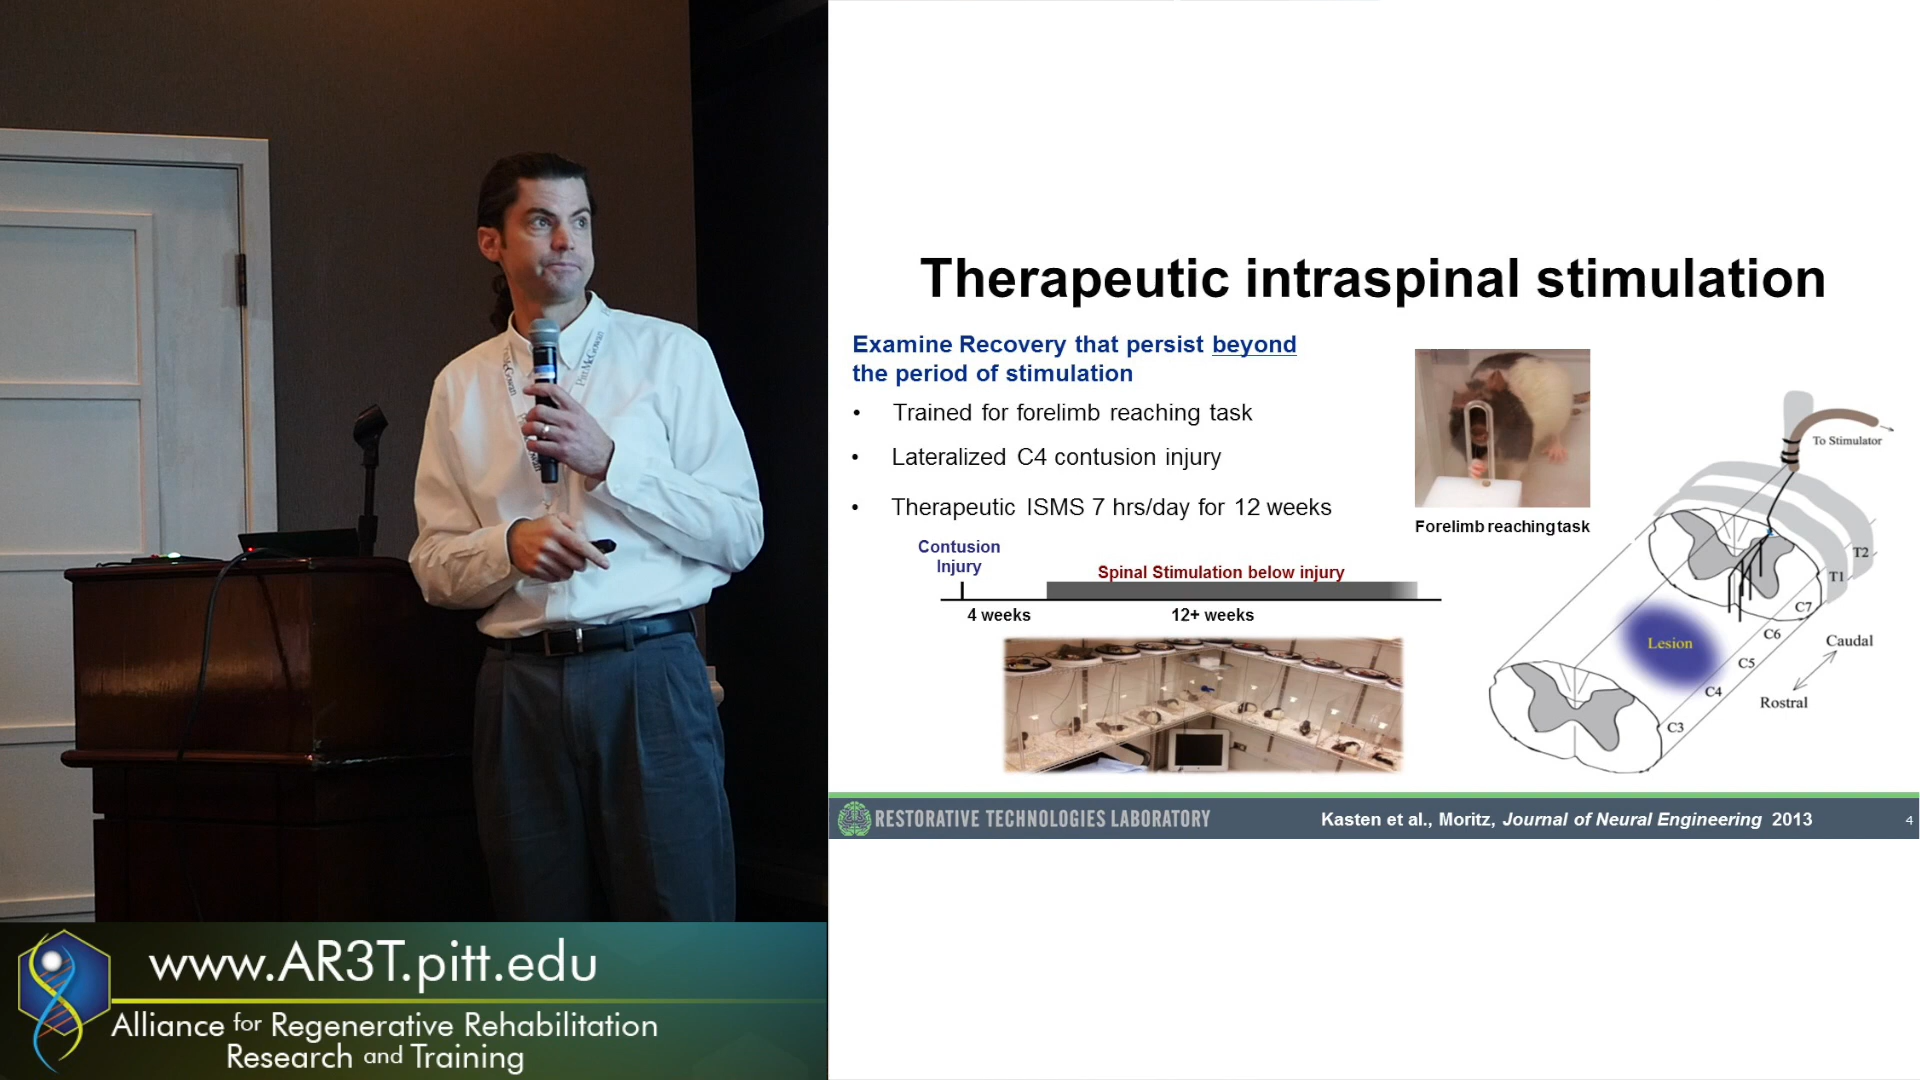 Therapeutic intraspinal stimulation
Examine Recovery that persist beyond
the period of stimulation
• Trained for forelimb reaching task
• Lateralized C4 contusion injury
• Therapeutic ISMS 7 hrs/day for 12 weeks
Contusion
Injury
Spinal Stimulation below injury
4 weeks
12+ weeks
Forelimb reaching task
To Stimulator
T2
T1
C7
C6
C5
C4
C3
Lesion
Caudal
Rostral
RESTORATIVE TECHNOLOGIES LABORATORY
Kasten et al., Moritz, Journal of Neural Engineering 2013
4
PittMcGowan
McGowan
www.AR3T.pitt.edu
Alliance for Regenerative Rehabilitation
Research and Training